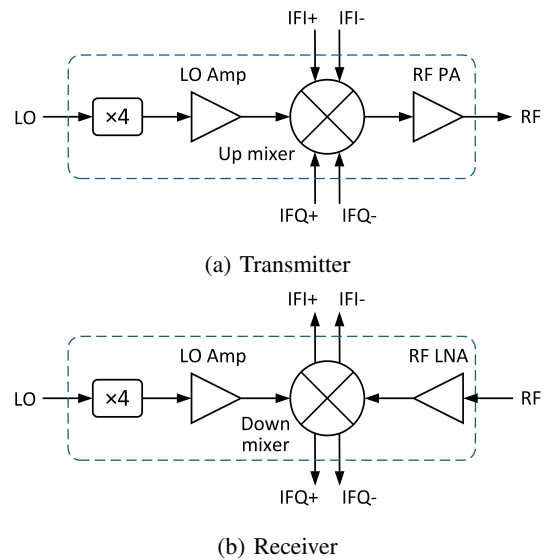 IFI+ IFI-
LO Amp RF PA
LO ×4 RF
Up mixer
IFQ+ IFQ-
(a) Transmitter
IFI+ IFI-
LO Amp RF LNA
LO ×4 RF
Down
mixer
IFQ+ IFQ-
(b) Receiver